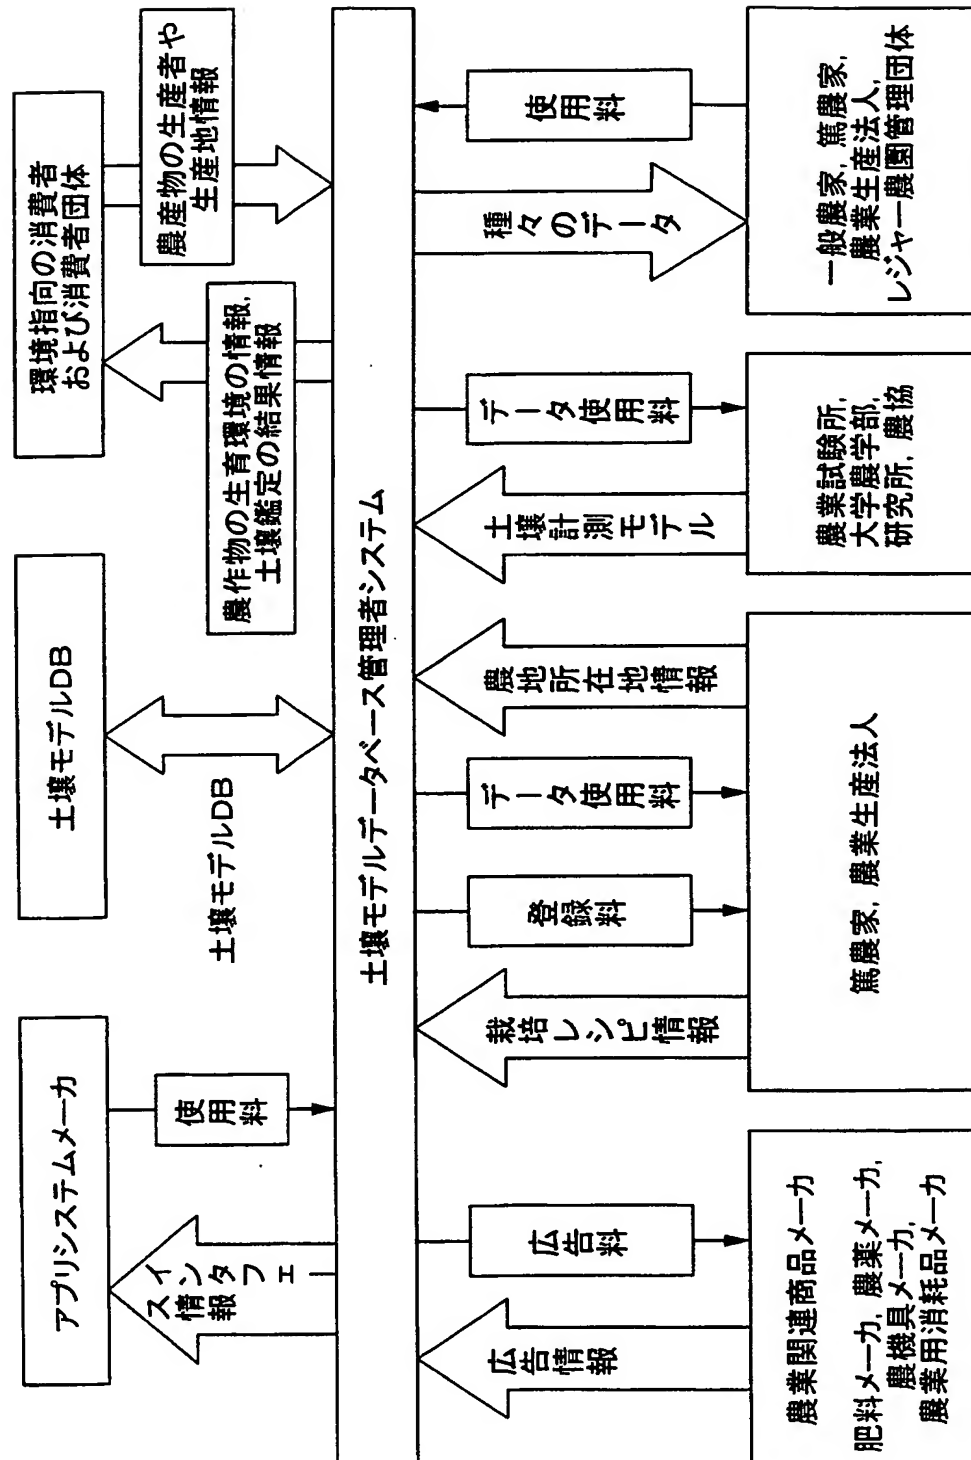 アプリシステムメーカ
土壌モデルDB
環境指向の消費者
および消費者団体
インタフェー
ス情報
使用料
土壌モデルDB
農作物の生育環境の情報,
土壌鑑定の結果情報
農産物の生産者や
生産地情報
土壌モデルデータベース管理者システム
広告情報
広告料
栽培レシピ情報
登録料
データ使用料
農地所在地情報
土壌計測モデル
データ使用料
種々のデータ
使用料
農業関連商品メーカ
肥料メーカ, 農薬メーカ,
農機具メーカ,
農業用消耗品メーカ
篤農家, 農業生産法人
農業試験所,
大学農学部,
研究所, 農協
一般農家, 篤農家,
農業生産法人,
レジャー農園管理団体